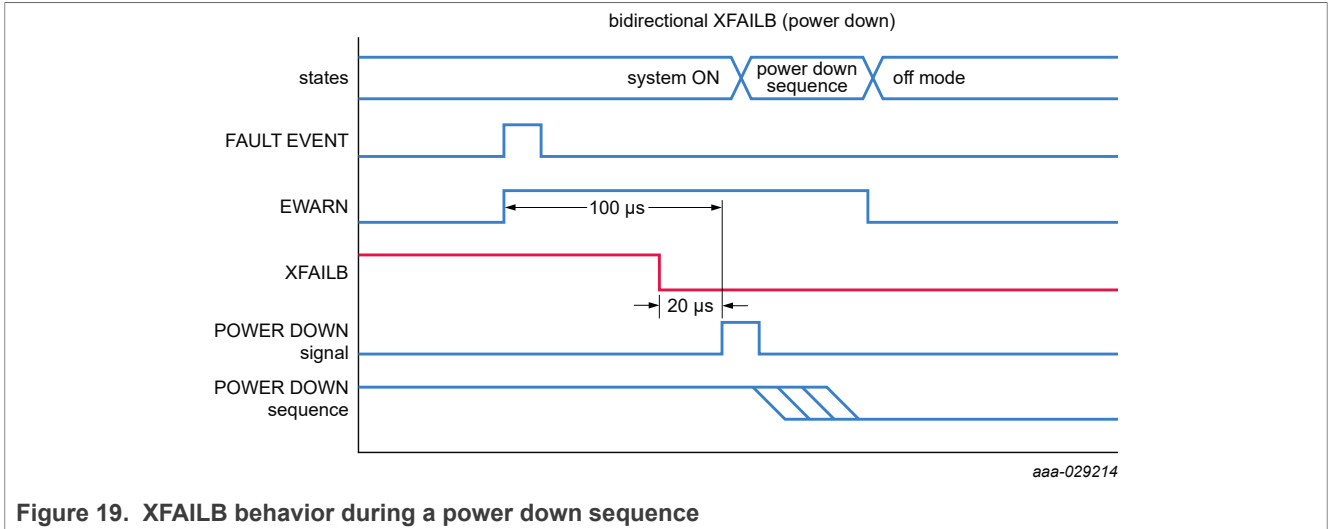 bidirectional XFAILB (power down)
states
system ON
power down
sequence
off mode
FAULT EVENT
EWARN
100 µs
XFAILB
20 µs
POWER DOWN
signal
POWER DOWN
sequence
aaa-029214
Figure 19. XFAILB behavior during a power down sequence